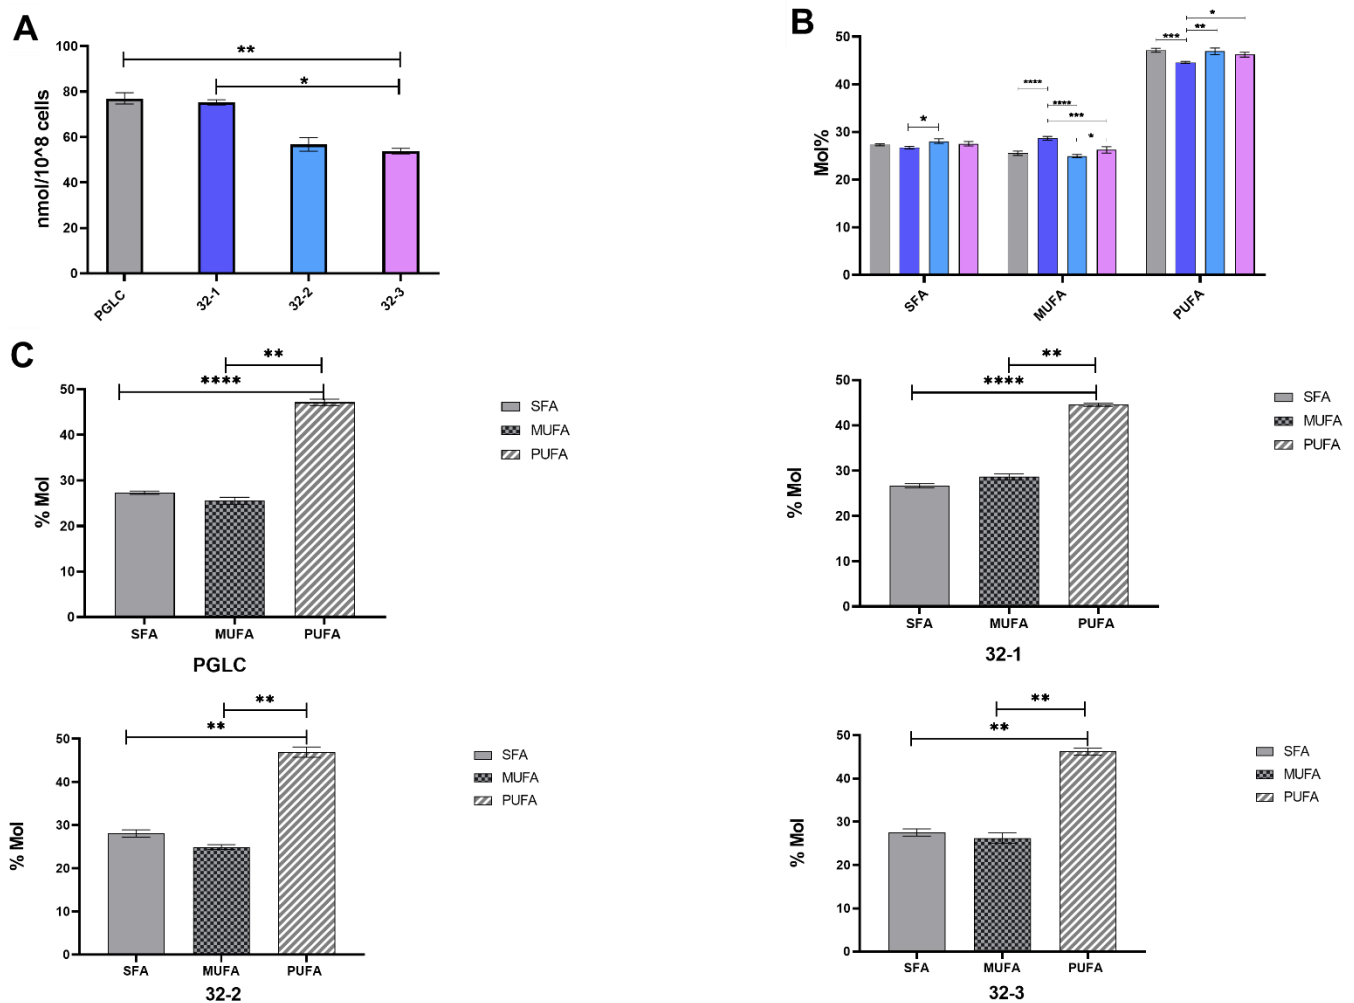 A
nmol/10^8 cells
100
80
60
40
20
0
**
*
PGLC
32-1
32-2
32-3
B
Mol%
50
40
30
20
10
0
*
****
****
***
*
***
**
*
SFA
MUFA
PUFA
C
% Mol
50
40
30
20
10
0
**
****
SFA
MUFA
PUFA
PGLC
SFA
MUFA
PUFA
% Mol
50
40
30
20
10
0
**
****
SFA
MUFA
PUFA
32-1
SFA
MUFA
PUFA
% Mol
50
40
30
20
10
0
**
**
SFA
MUFA
PUFA
32-2
SFA
MUFA
PUFA
% Mol
50
40
30
20
10
0
**
**
SFA
MUFA
PUFA
32-3
SFA
MUFA
PUFA